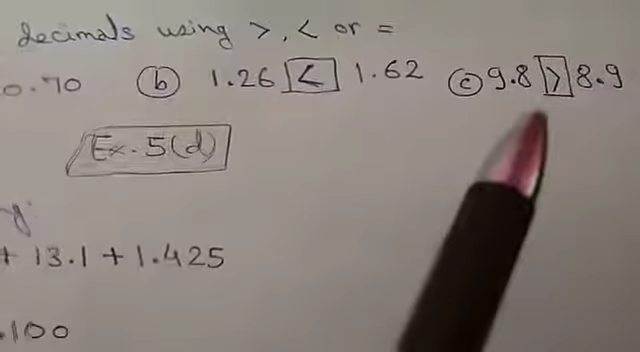 decimals using >, < or =
0.70 (b) 1.26 < 1.62 (c) 9.8 > 8.9
Ex. 5(d)
+ 13.1 + 1.425
.100